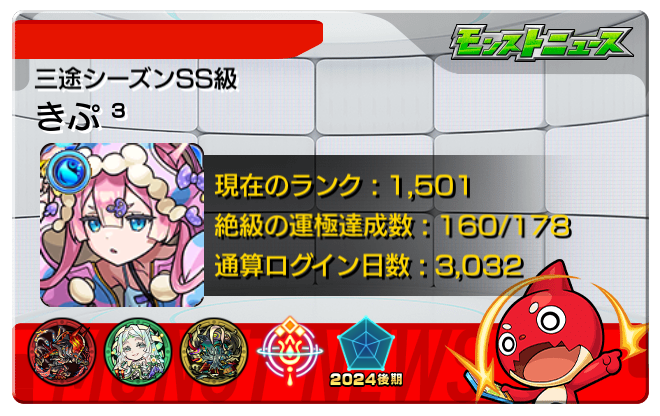 モンストニュース
三途シーズンSS級
きぷ ³
現在のランク：1,501
絶級の運極達成数：160/178
通算ログイン日数：3,032
2024後期